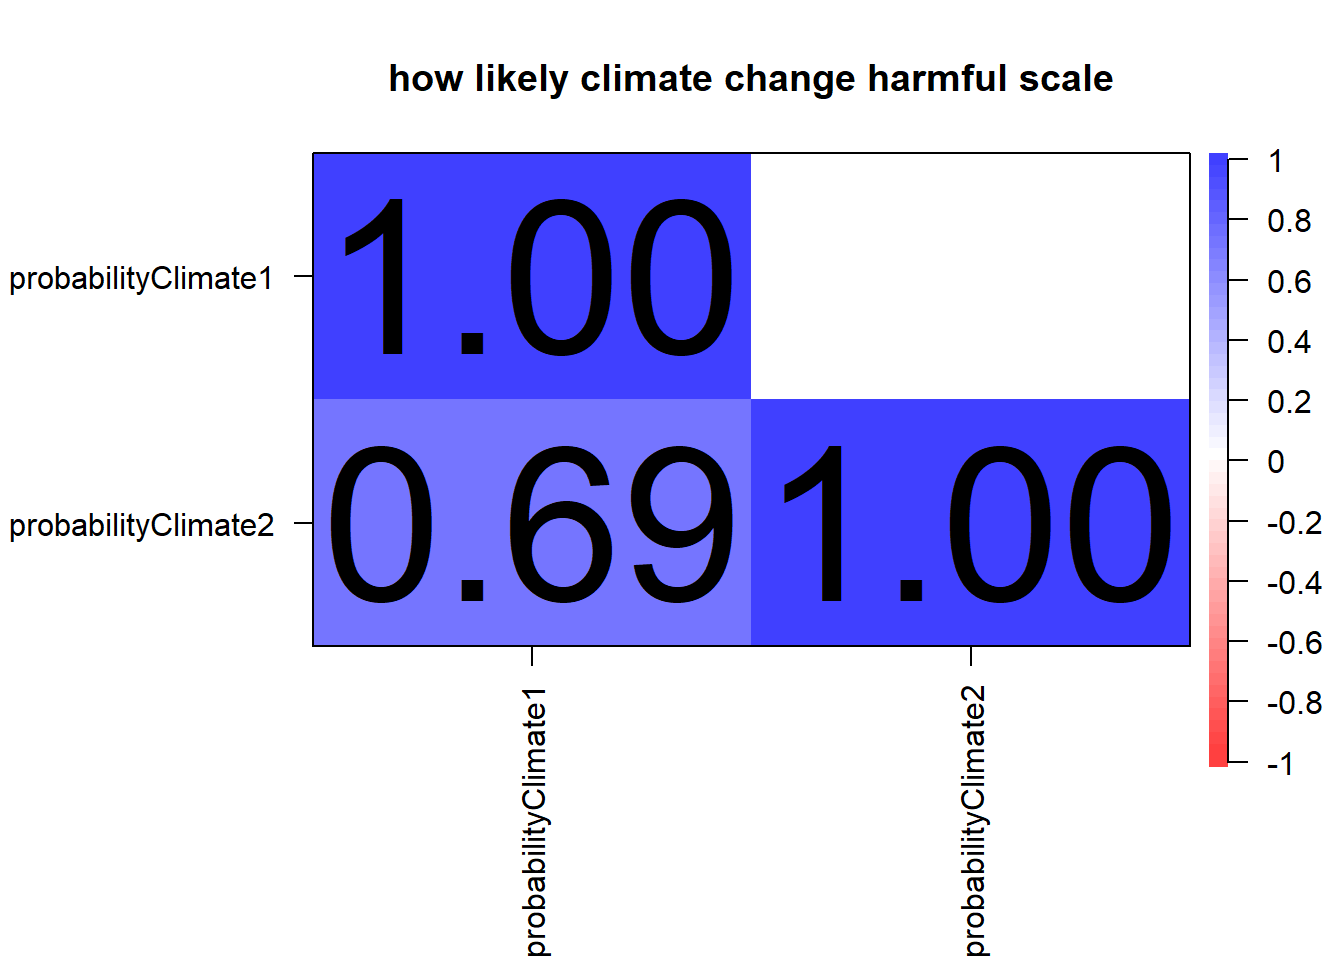 how likely climate change harmful scale
probabilityClimate1
1.00
probabilityClimate2
0.69
1.00
probabilityClimate1
probabilityClimate2
1
0.8
0.6
0.4
0.2
0
-0.2
-0.4
-0.6
-0.8
-1